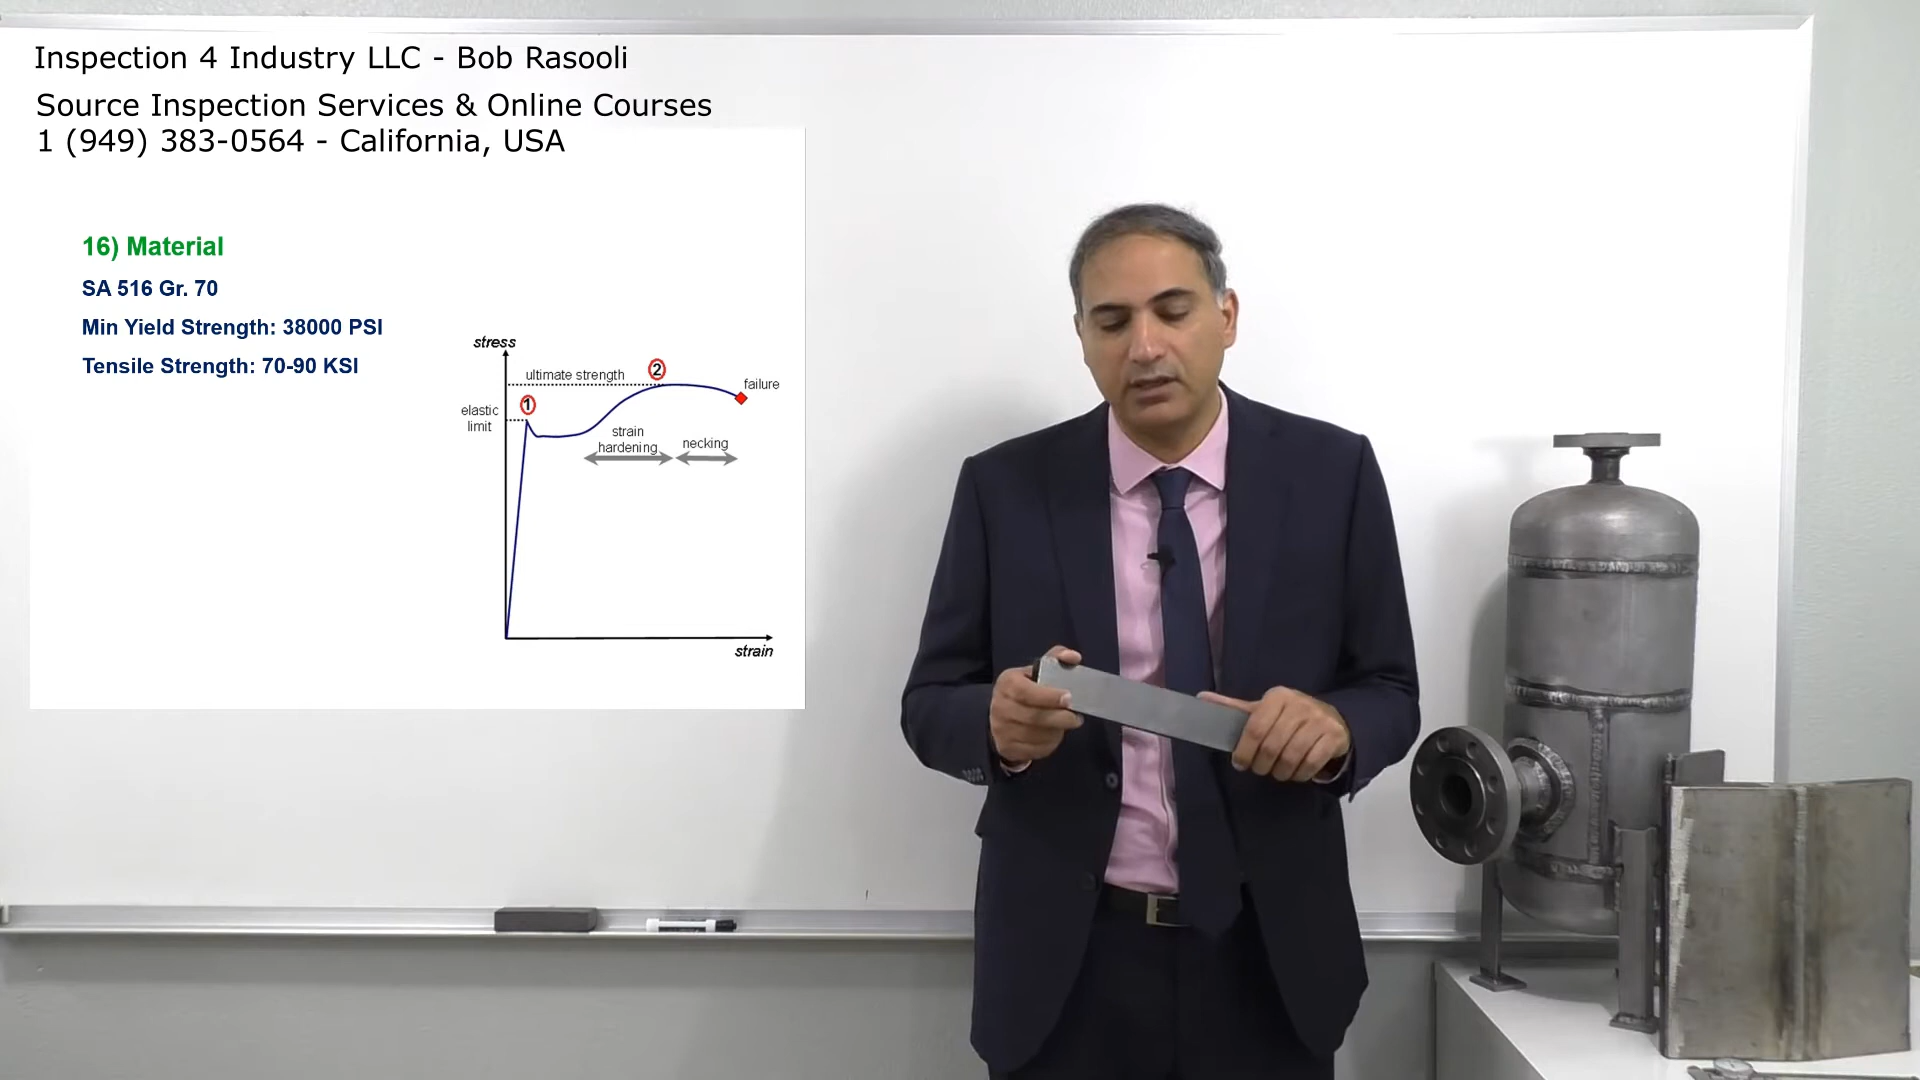 Inspection 4 Industry LLC - Bob Rasooli
Source Inspection Services & Online Courses
1 (949) 383-0564 - California, USA
16) Material
SA 516 Gr. 70
Min Yield Strength: 38000 PSI
Tensile Strength: 70-90 KSI
stress
ultimate strength
2
failure
1
elastic
limit
strain
hardening
necking
strain